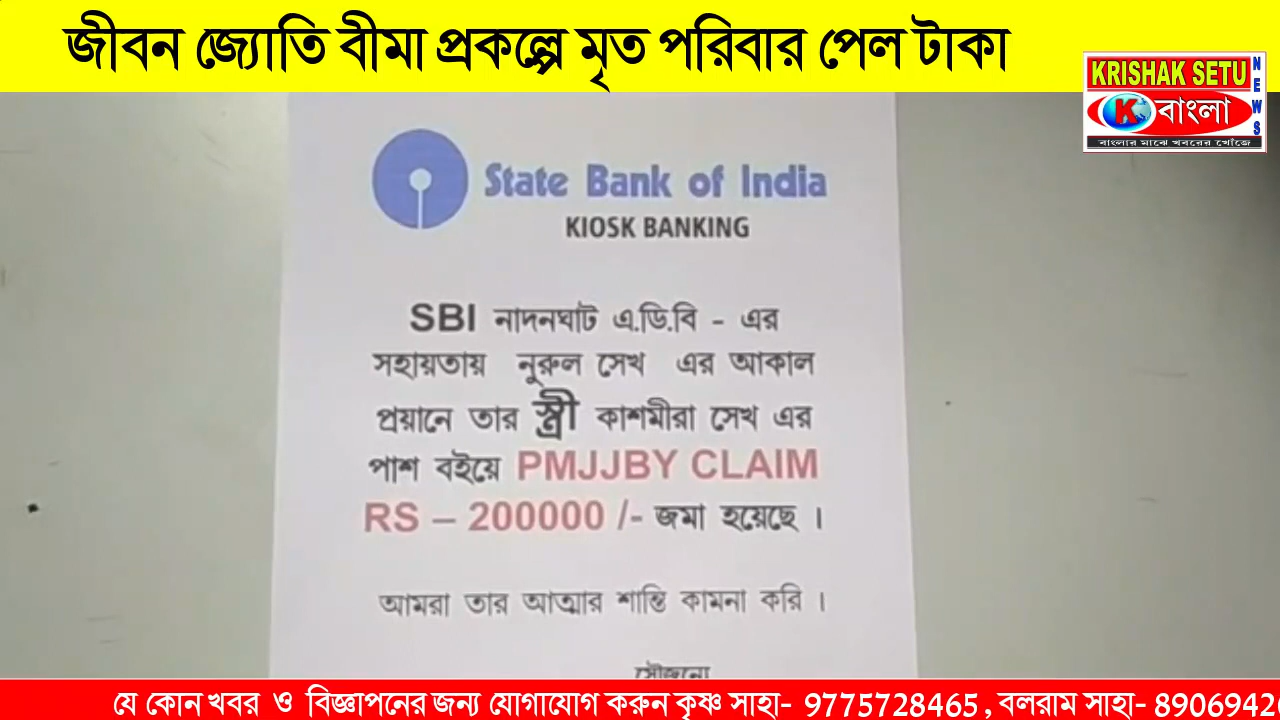 জীবন জ্যোতি বীমা প্রকল্পে মৃত পরিবার পেল টাকা
KRISHAK SETU
NEWS
K বাংলা
বাংলার মাঝে খবরের খোঁজে
State Bank of India
KIOSK BANKING
SBI নাদনঘাট এ.ডি.বি - এর
সহায়তায় নুরুল সেখ এর আকাল
প্রয়ানে তার স্ত্রী কাশমীরা সেখ এর
পাশ বইয়ে PMJJBY CLAIM
RS – 200000 /- জমা হয়েছে ।
আমরা তার আত্মার শান্তি কামনা করি ।
সৌজন্যে
যে কোন খবর ও বিজ্ঞাপনের জন্য যোগাযোগ করুন কৃষ্ণ সাহা- 9775728465 , বলরাম সাহা- 8906942